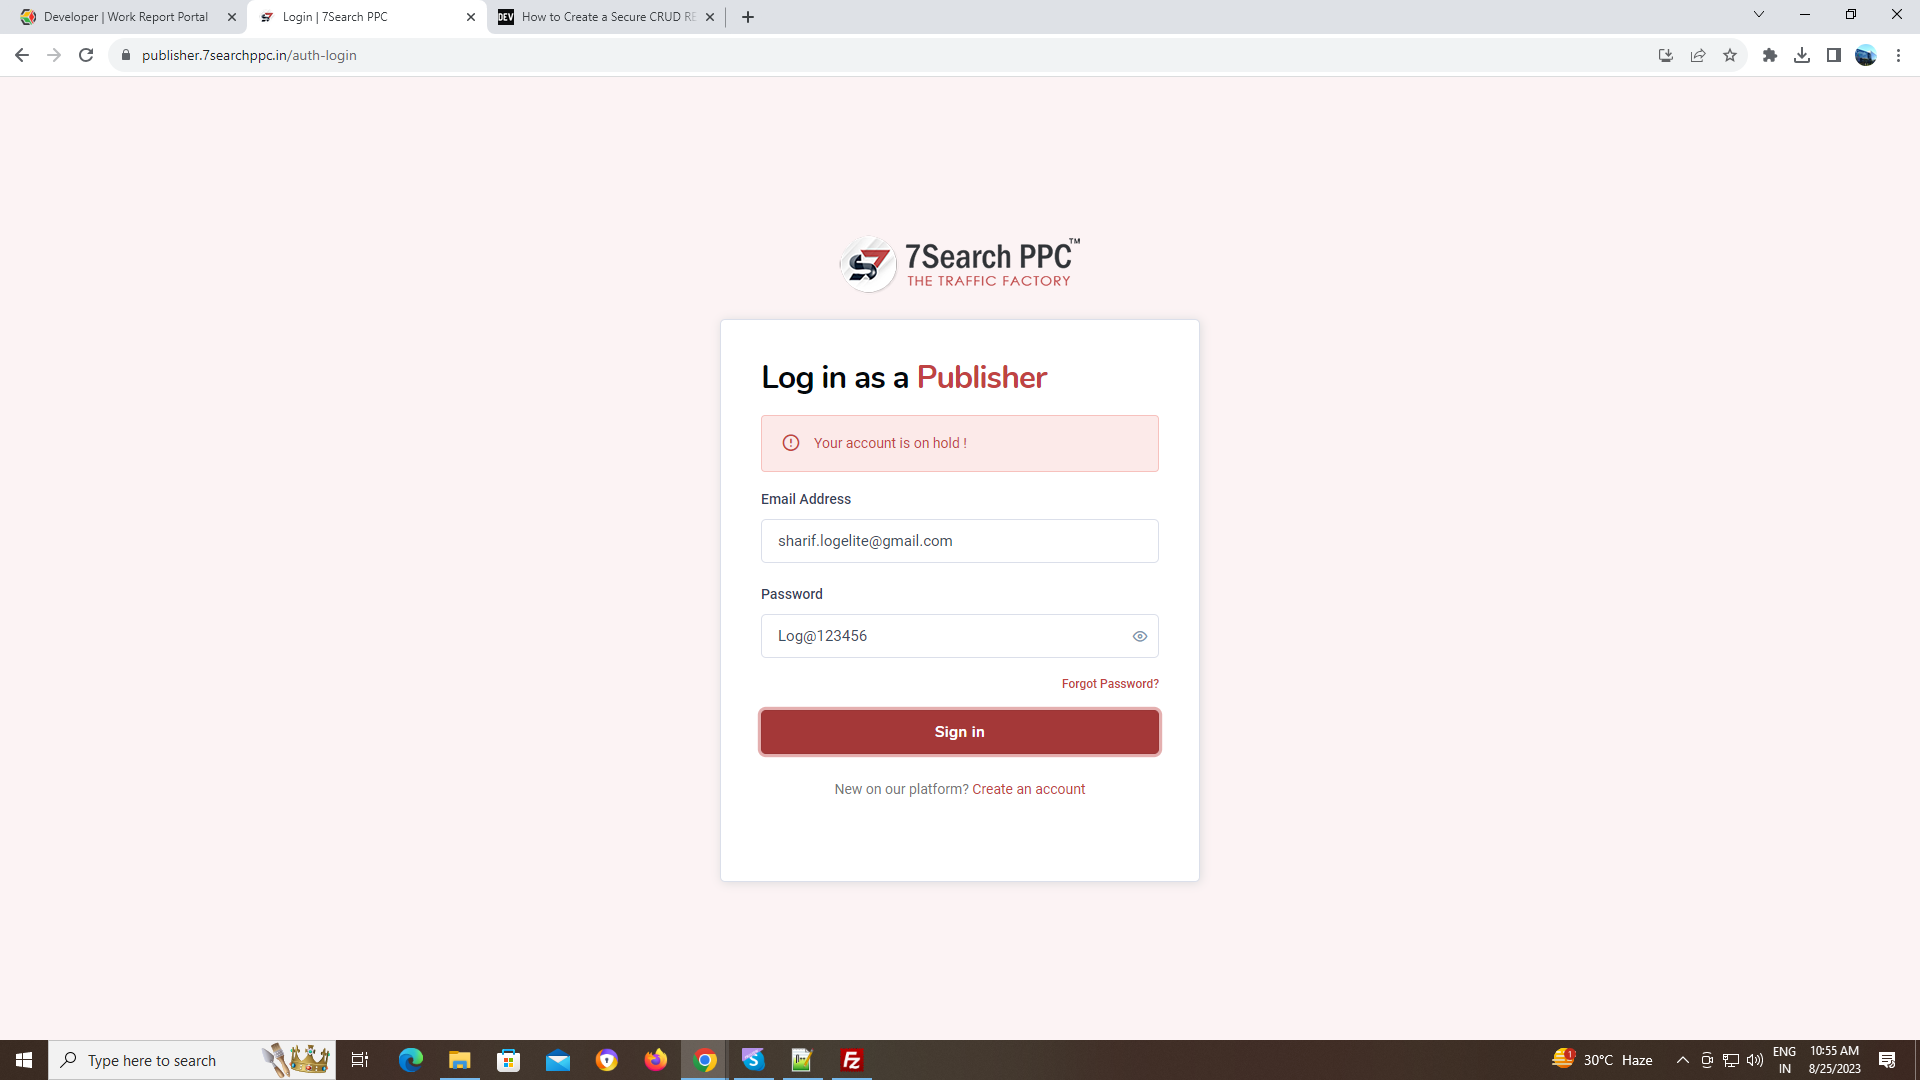 Developer | Work Report Portal
Login | 7Search PPC
DEV How to Create a Secure CRUD RE
publisher.7searchppc.in/auth-login
7Search PPC™
THE TRAFFIC FACTORY
Log in as a Publisher
Your account is on hold !
Email Address
sharif.logelite@gmail.com
Password
Log@123456
Forgot Password?
Sign in
New on our platform? Create an account
Type here to search
30°C Haze
ENG
IN
10:55 AM
8/25/2023